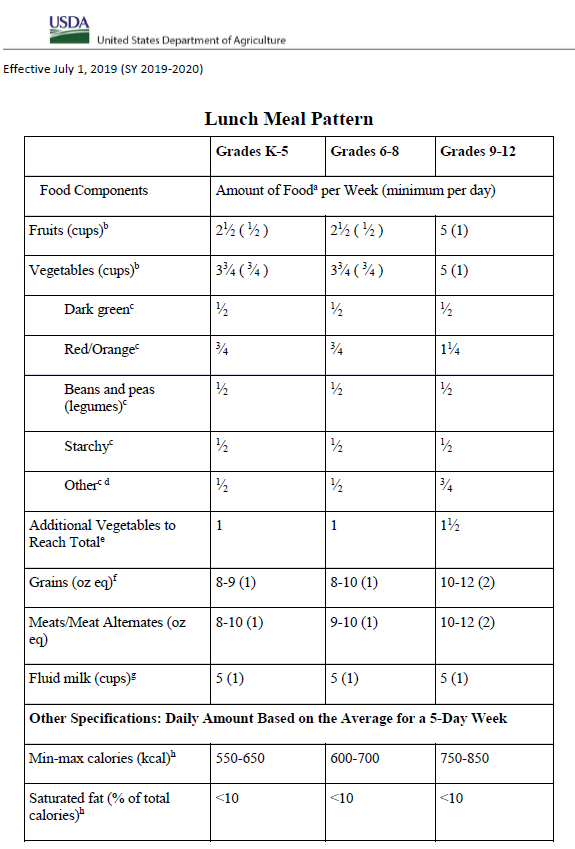 USDA
United States Department of Agriculture
Effective July 1, 2019 (SY 2019-2020)
Lunch Meal Pattern
Grades K-5 Grades 6-8 Grades 9-12
Food Components Amount of Foodᵃ per Week (minimum per day)
Fruits (cups)ᵇ 2½ (½) 2½ (½) 5 (1)
Vegetables (cups)ᵇ 3¾ (¾) 3¾ (¾) 5 (1)
Dark greenᶜ ½ ½ ½
Red/Orangeᶜ ¾ ¾ 1¼
Beans and peas ½ ½ ½
(legumes)ᶜ
Starchyᶜ ½ ½ ½
Otherᶜ ᵈ ½ ½ ¾
Additional Vegetables to 1 1 1½
Reach Totalᵉ
Grains (oz eq)ᶠ 8-9 (1) 8-10 (1) 10-12 (2)
Meats/Meat Alternates (oz 8-10 (1) 9-10 (1) 10-12 (2)
eq)
Fluid milk (cups)ᵍ 5 (1) 5 (1) 5 (1)
Other Specifications: Daily Amount Based on the Average for a 5-Day Week
Min-max calories (kcal)ʰ 550-650 600-700 750-850
Saturated fat (% of total <10 <10 <10
calories)ʰ